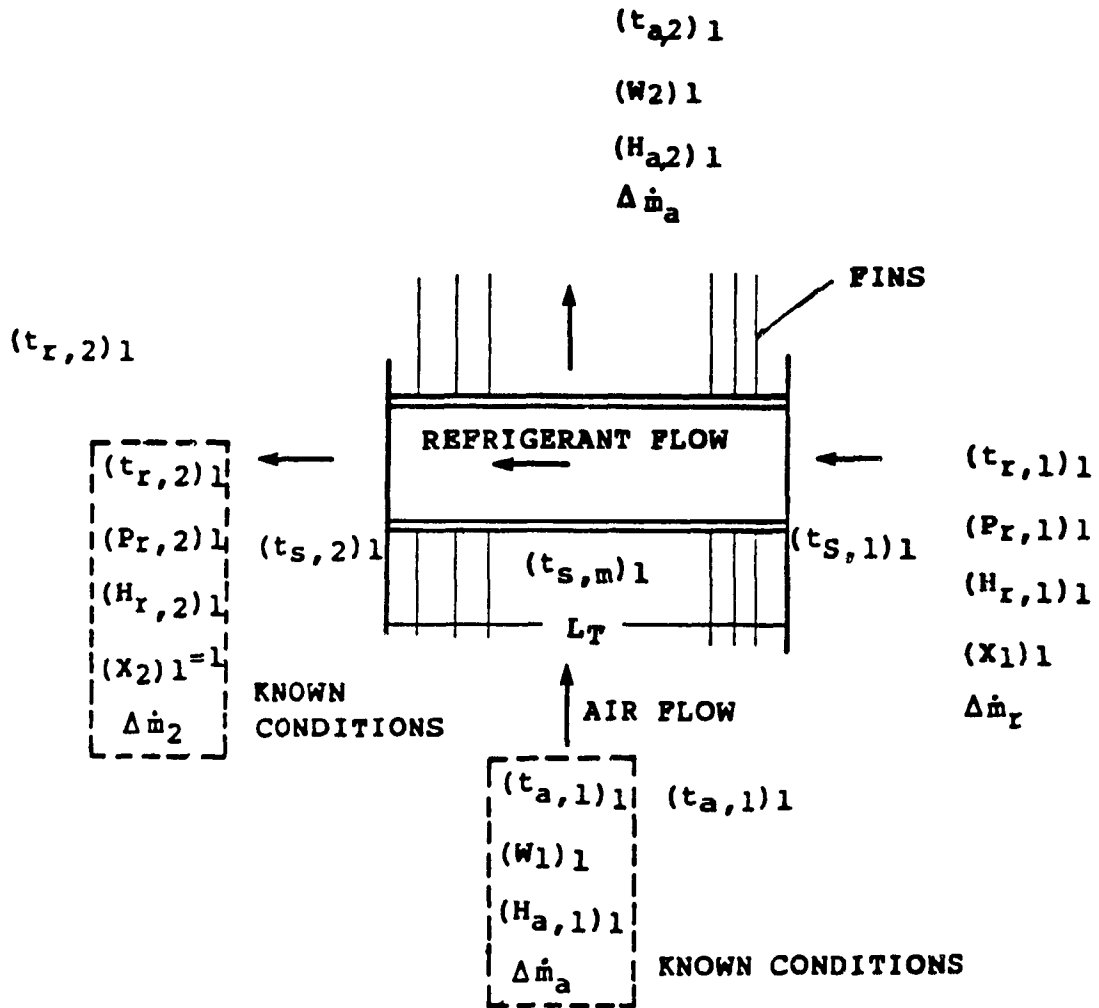 (ta,2)1
(W2)1
(Ha,2)1
Δṁa
FINS
(tr,2)1
REFRIGERANT FLOW
(tr,2)1
(Pr,2)1
(Hr,2)1
(X2)1=1
Δṁ2
KNOWN
CONDITIONS
(ts,2)1
(ts,m)1
(tS,1)1
LT
(tr,1)1
(Pr,1)1
(Hr,1)1
(X1)1
Δṁr
AIR FLOW
(ta,1)1
(ta,1)1
(W1)1
(Ha,1)1
Δṁa
KNOWN CONDITIONS